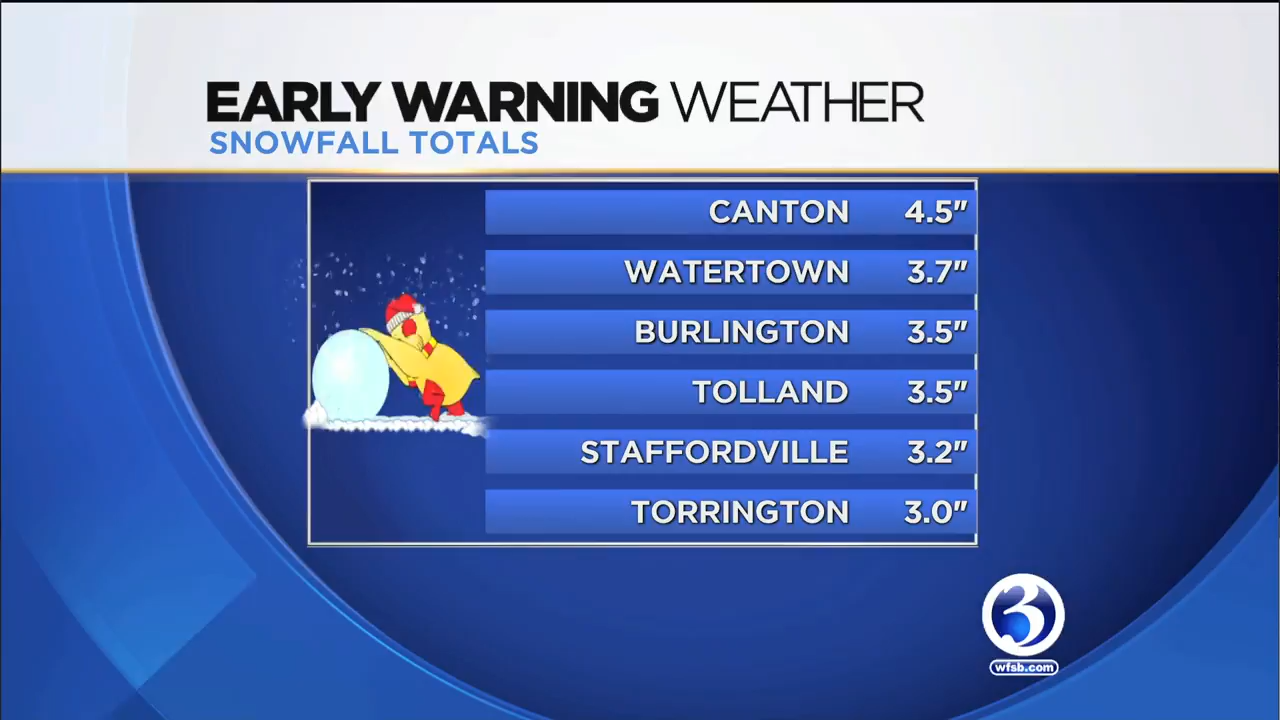 EARLY WARNING WEATHER
SNOWFALL TOTALS
CANTON 4.5"
WATERTOWN 3.7"
BURLINGTON 3.5"
TOLLAND 3.5"
STAFFORDVILLE 3.2"
TORRINGTON 3.0"
3
wfsb.com